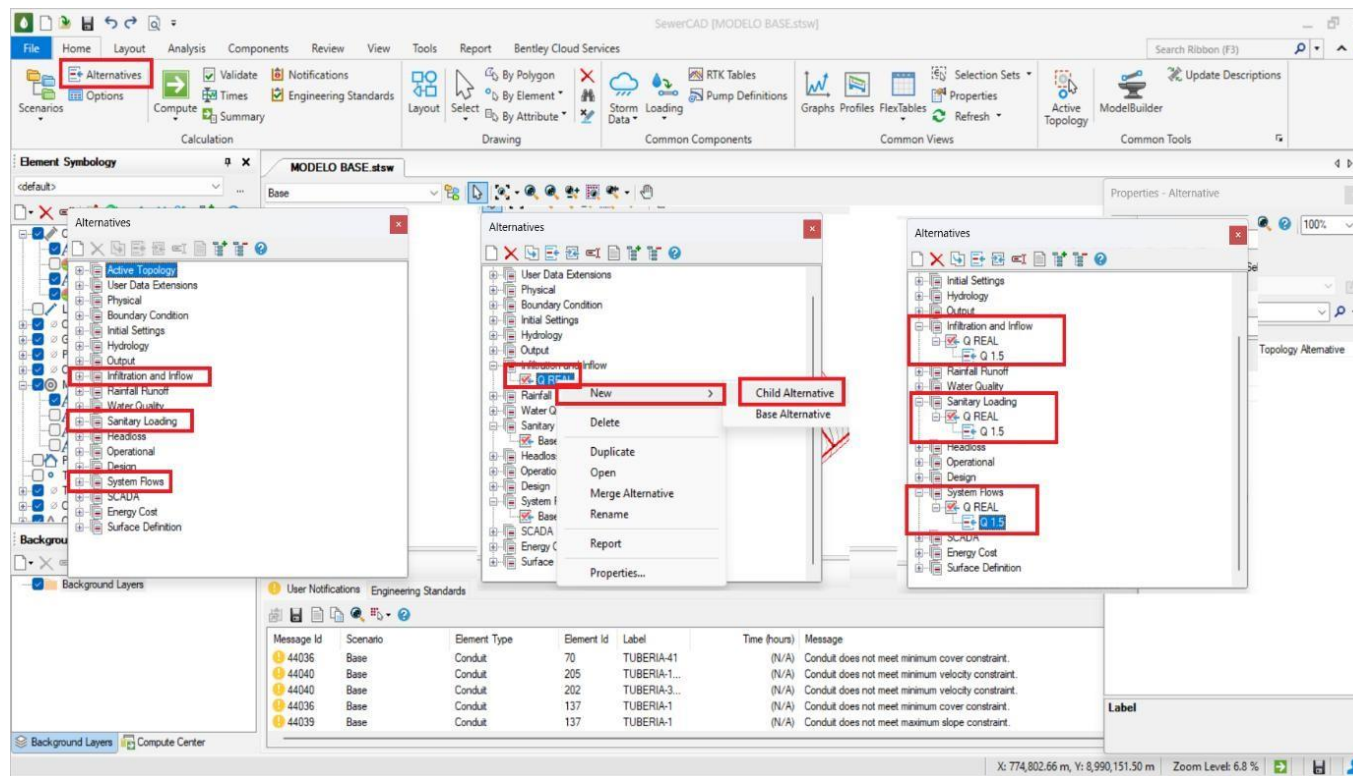 SewerCAD [MODELO BASE.stsw]
File Home Layout Analysis Components Review View Tools Report Bentley Cloud Services
Search Ribbon (F3)
Scenarios
Alternatives
Options
Compute
Validate
Times
Summary
Calculation
Notifications
Engineering Standards
Layout
Select
By Polygon
By Element
By Attribute
Drawing
Storm Data
Loading
RTK Tables
Pump Definitions
Common Components
Graphs Profiles FlexTables
Selection Sets
Properties
Refresh
Common Views
Active Topology
ModelBuilder
Update Descriptions
Common Tools
Element Symbology
<default>
MODELO BASE.stsw
Base
Properties - Alternative
100%
Topology Alternative
Label
Alternatives
Active Topology
User Data Extensions
Physical
Boundary Condition
Initial Settings
Hydrology
Output
Infiltration and Inflow
Rainfall Runoff
Water Quality
Sanitary Loading
Headloss
Operational
Design
System Flows
SCADA
Energy Cost
Surface Definition
Alternatives
User Data Extensions
Physical
Boundary Condition
Initial Settings
Hydrology
Output
Infiltration and Inflow
Q REAL
Rainfall
Water Q
Sanitary
Base
Headlos
Operatio
Design
System F
Base
SCADA
Energy C
Surface
New
Delete
Duplicate
Open
Merge Alternative
Rename
Report
Properties...
Child Alternative
Base Alternative
Alternatives
Initial Settings
Hydrology
Output
Infiltration and Inflow
Q REAL
Q 1.5
Rainfall Runoff
Water Quality
Sanitary Loading
Q REAL
Q 1.5
Headloss
Operational
Design
System Flows
Q REAL
Q 1.5
SCADA
Energy Cost
Surface Definition
Backgrou
Background Layers
Background Layers Compute Center
User Notifications Engineering Standards
Message Id Scenario Element Type Element Id Label Time (hours) Message
44036 Base Conduit 70 TUBERIA-41 (N/A) Conduit does not meet minimum cover constraint.
44040 Base Conduit 205 TUBERIA-1... (N/A) Conduit does not meet minimum velocity constraint.
44040 Base Conduit 202 TUBERIA-3... (N/A) Conduit does not meet minimum velocity constraint.
44036 Base Conduit 137 TUBERIA-1 (N/A) Conduit does not meet minimum cover constraint.
44039 Base Conduit 137 TUBERIA-1 (N/A) Conduit does not meet maximum slope constraint.
X: 774,802.66 m, Y: 8,990,151.50 m Zoom Level: 6.8 %